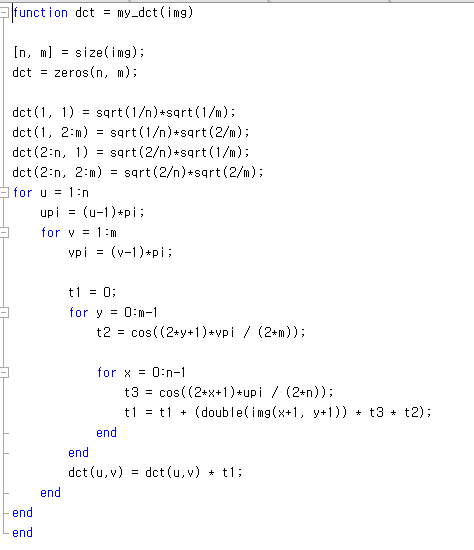 function dct = my_dct(img)
[n, m] = size(img);
dct = zeros(n, m);
dct(1, 1) = sqrt(1/n)*sqrt(1/m);
dct(1, 2:m) = sqrt(1/n)*sqrt(2/m);
dct(2:n, 1) = sqrt(2/n)*sqrt(1/m);
dct(2:n, 2:m) = sqrt(2/n)*sqrt(2/m);
for u = 1:n
upi = (u-1)*pi;
for v = 1:m
vpi = (v-1)*pi;
t1 = 0;
for y = 0:m-1
t2 = cos((2*y+1)*vpi / (2*m));
for x = 0:n-1
t3 = cos((2*x+1)*upi / (2*n));
t1 = t1 + (double(img(x+1, y+1)) * t3 * t2);
end
end
dct(u,v) = dct(u,v) * t1;
end
end
end